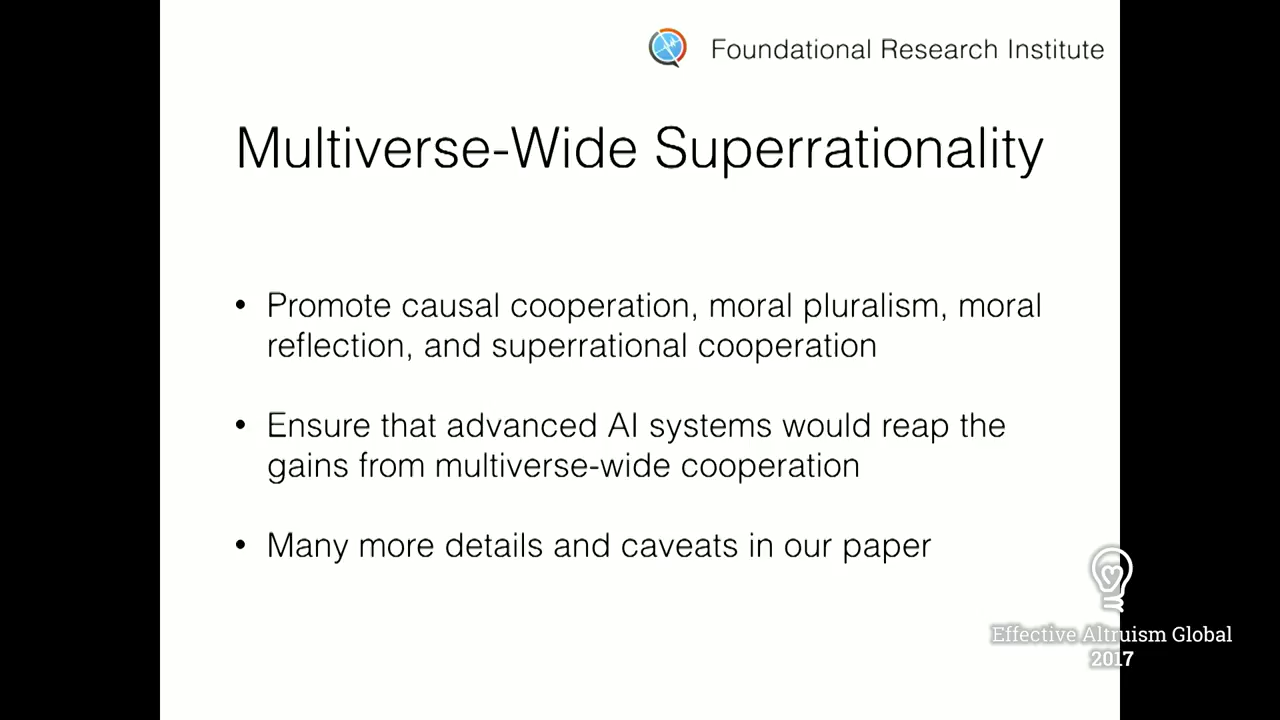 Foundational Research Institute
Multiverse-Wide Superrationality
• Promote causal cooperation, moral pluralism, moral
reflection, and superrational cooperation
• Ensure that advanced AI systems would reap the
gains from multiverse-wide cooperation
• Many more details and caveats in our paper
Effective Altruism Global
2017